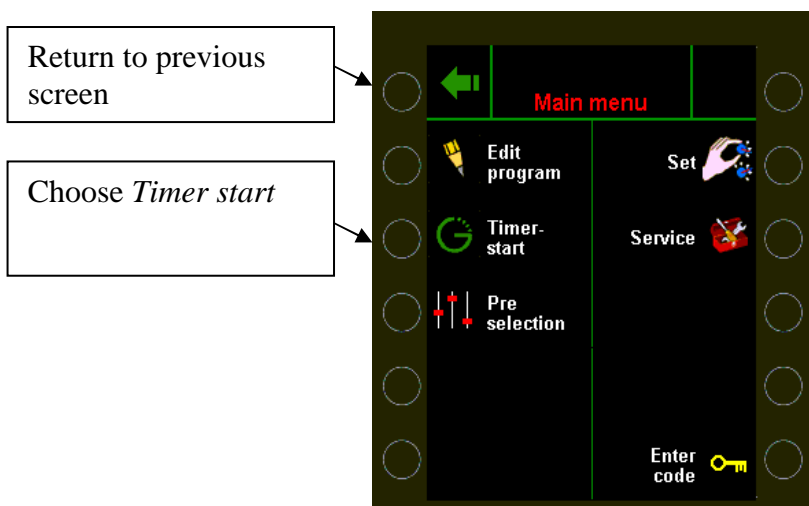 Return to previous
screen
Choose Timer start
Main menu
Edit
program
Set
Timer-
start
Service
Pre
selection
Enter
code